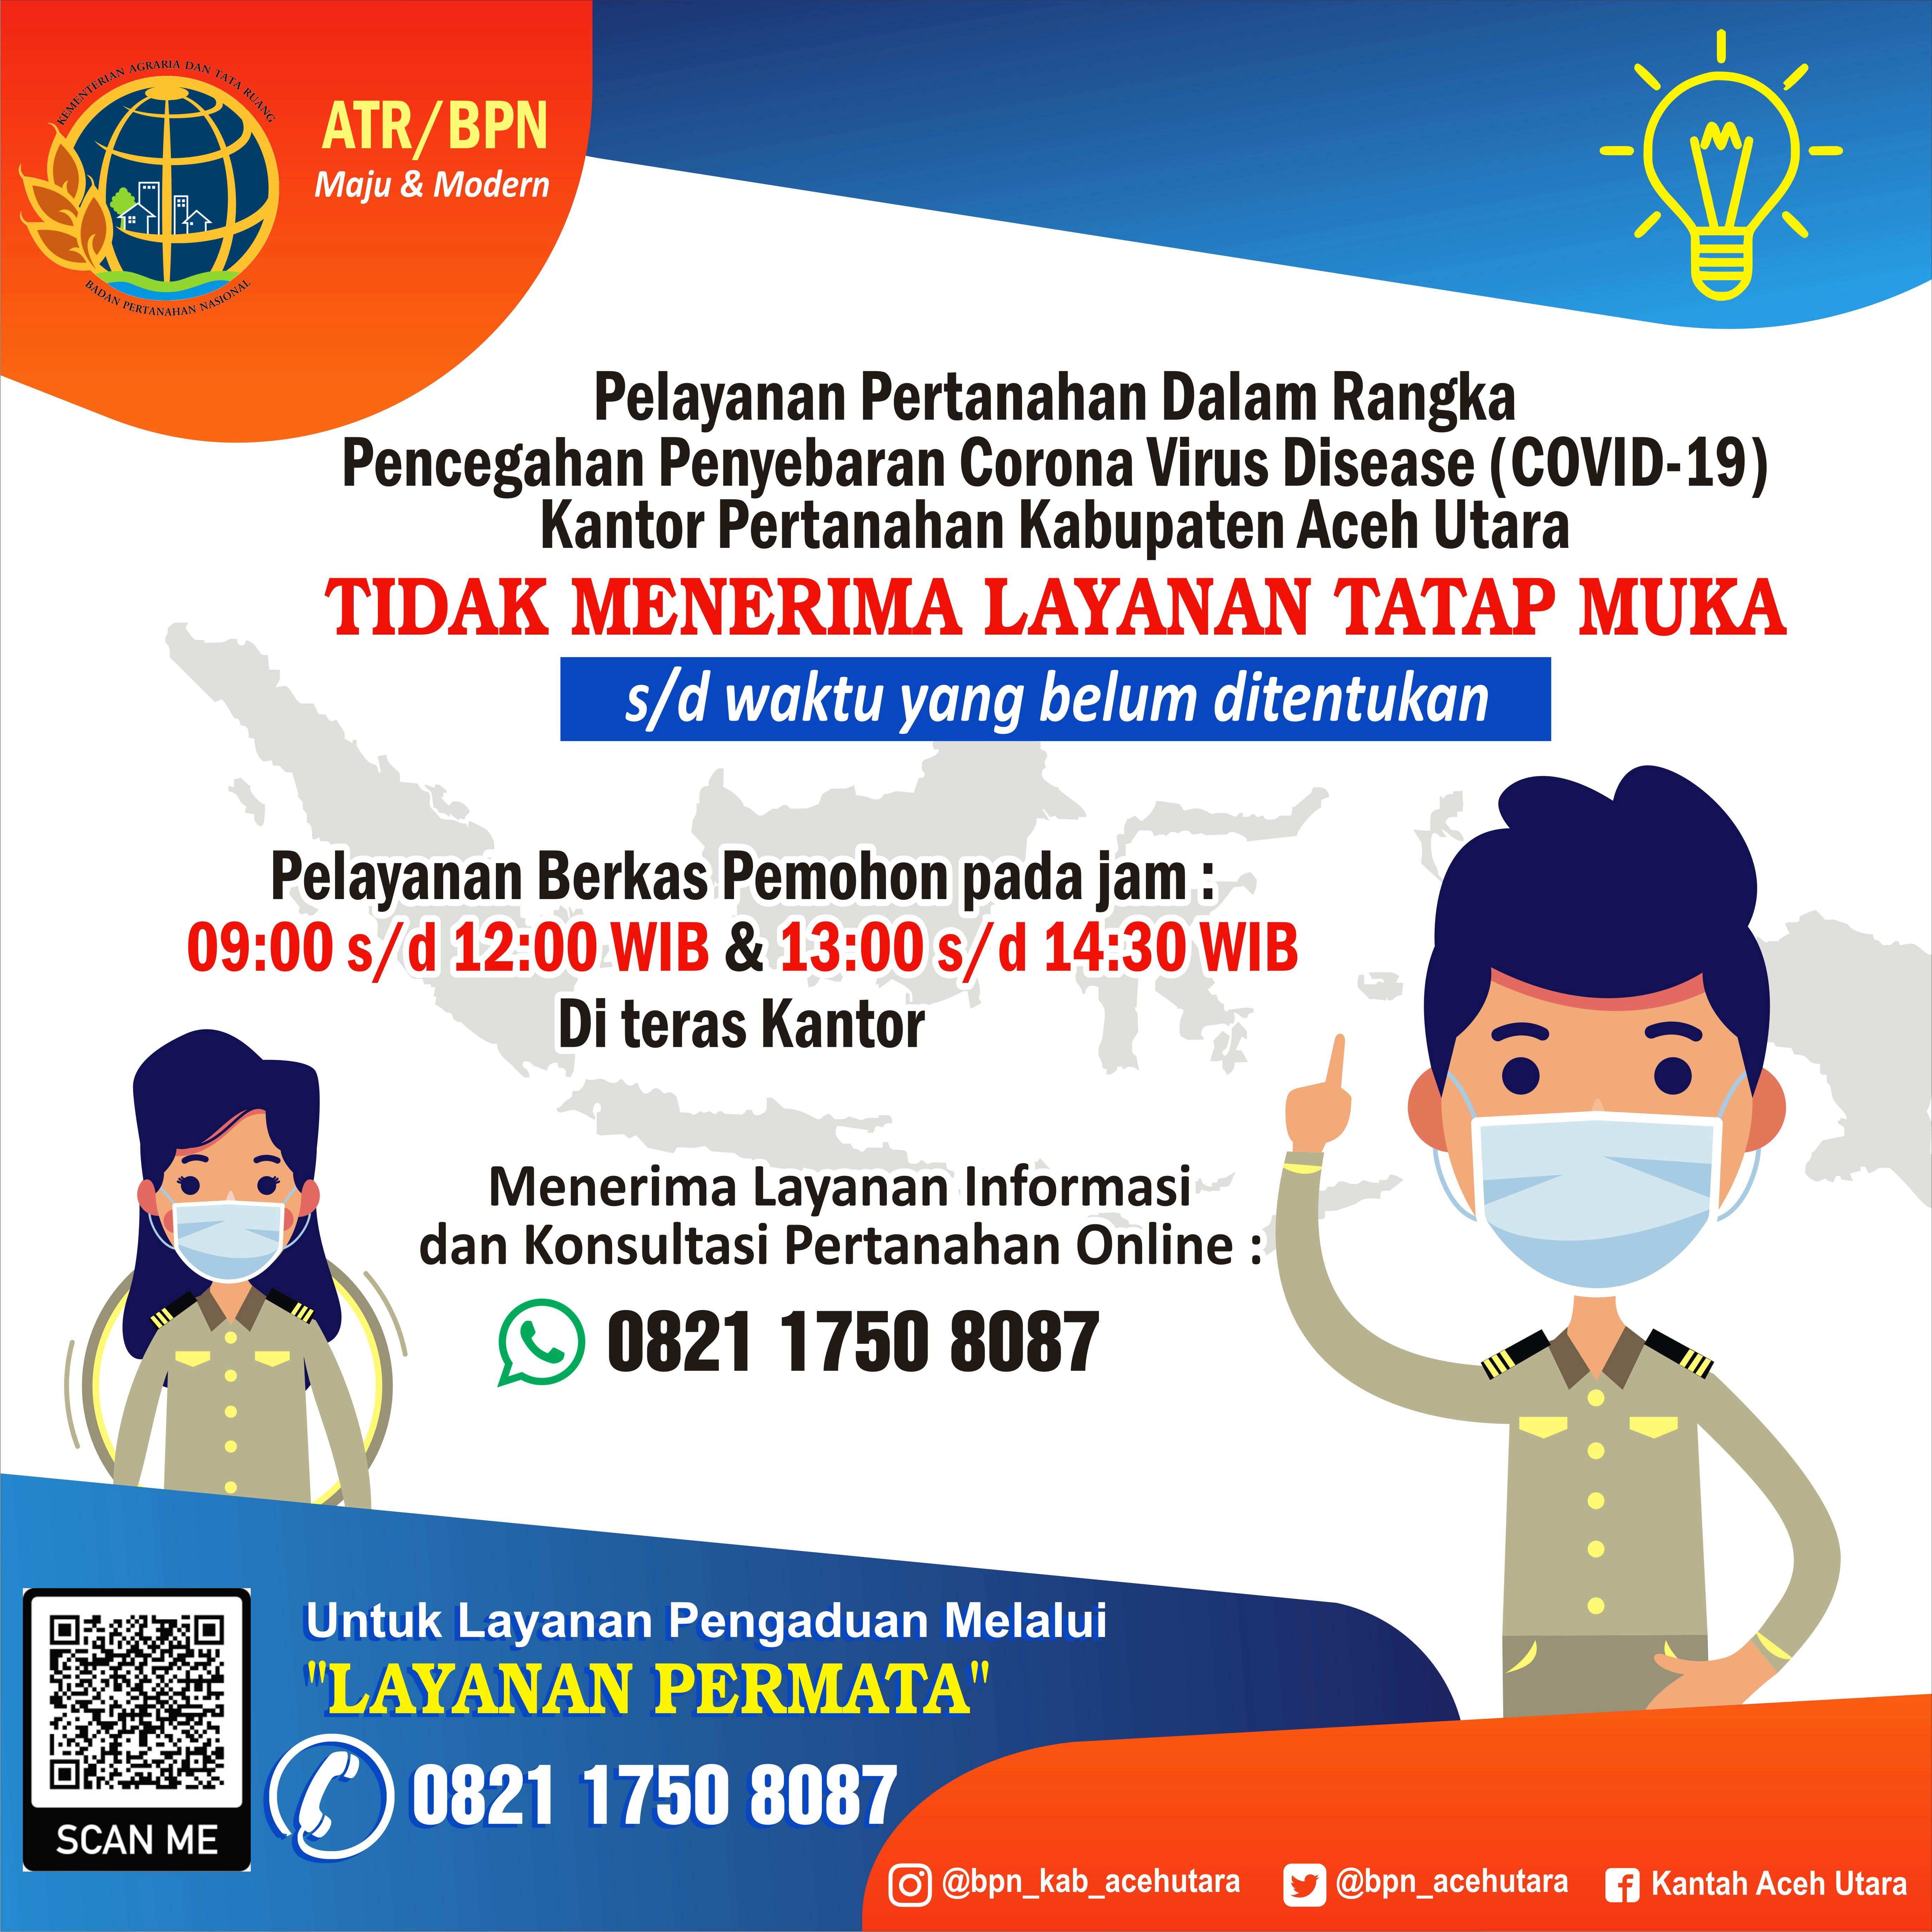 KEMENTERIAN AGRARIA DAN TATA RUANG
BADAN PERTANAHAN NASIONAL
ATR/BPN
Maju & Modern
Pelayanan Pertanahan Dalam Rangka
Pencegahan Penyebaran Corona Virus Disease (COVID-19)
Kantor Pertanahan Kabupaten Aceh Utara
TIDAK MENERIMA LAYANAN TATAP MUKA
s/d waktu yang belum ditentukan
Pelayanan Berkas Pemohon pada jam :
09:00 s/d 12:00 WIB & 13:00 s/d 14:30 WIB
Di teras Kantor
Menerima Layanan Informasi
dan Konsultasi Pertanahan Online :
0821 1750 8087
Untuk Layanan Pengaduan Melalui
"LAYANAN PERMATA"
0821 1750 8087
SCAN ME
@bpn_kab_acehutara @bpn_acehutara Kantah Aceh Utara